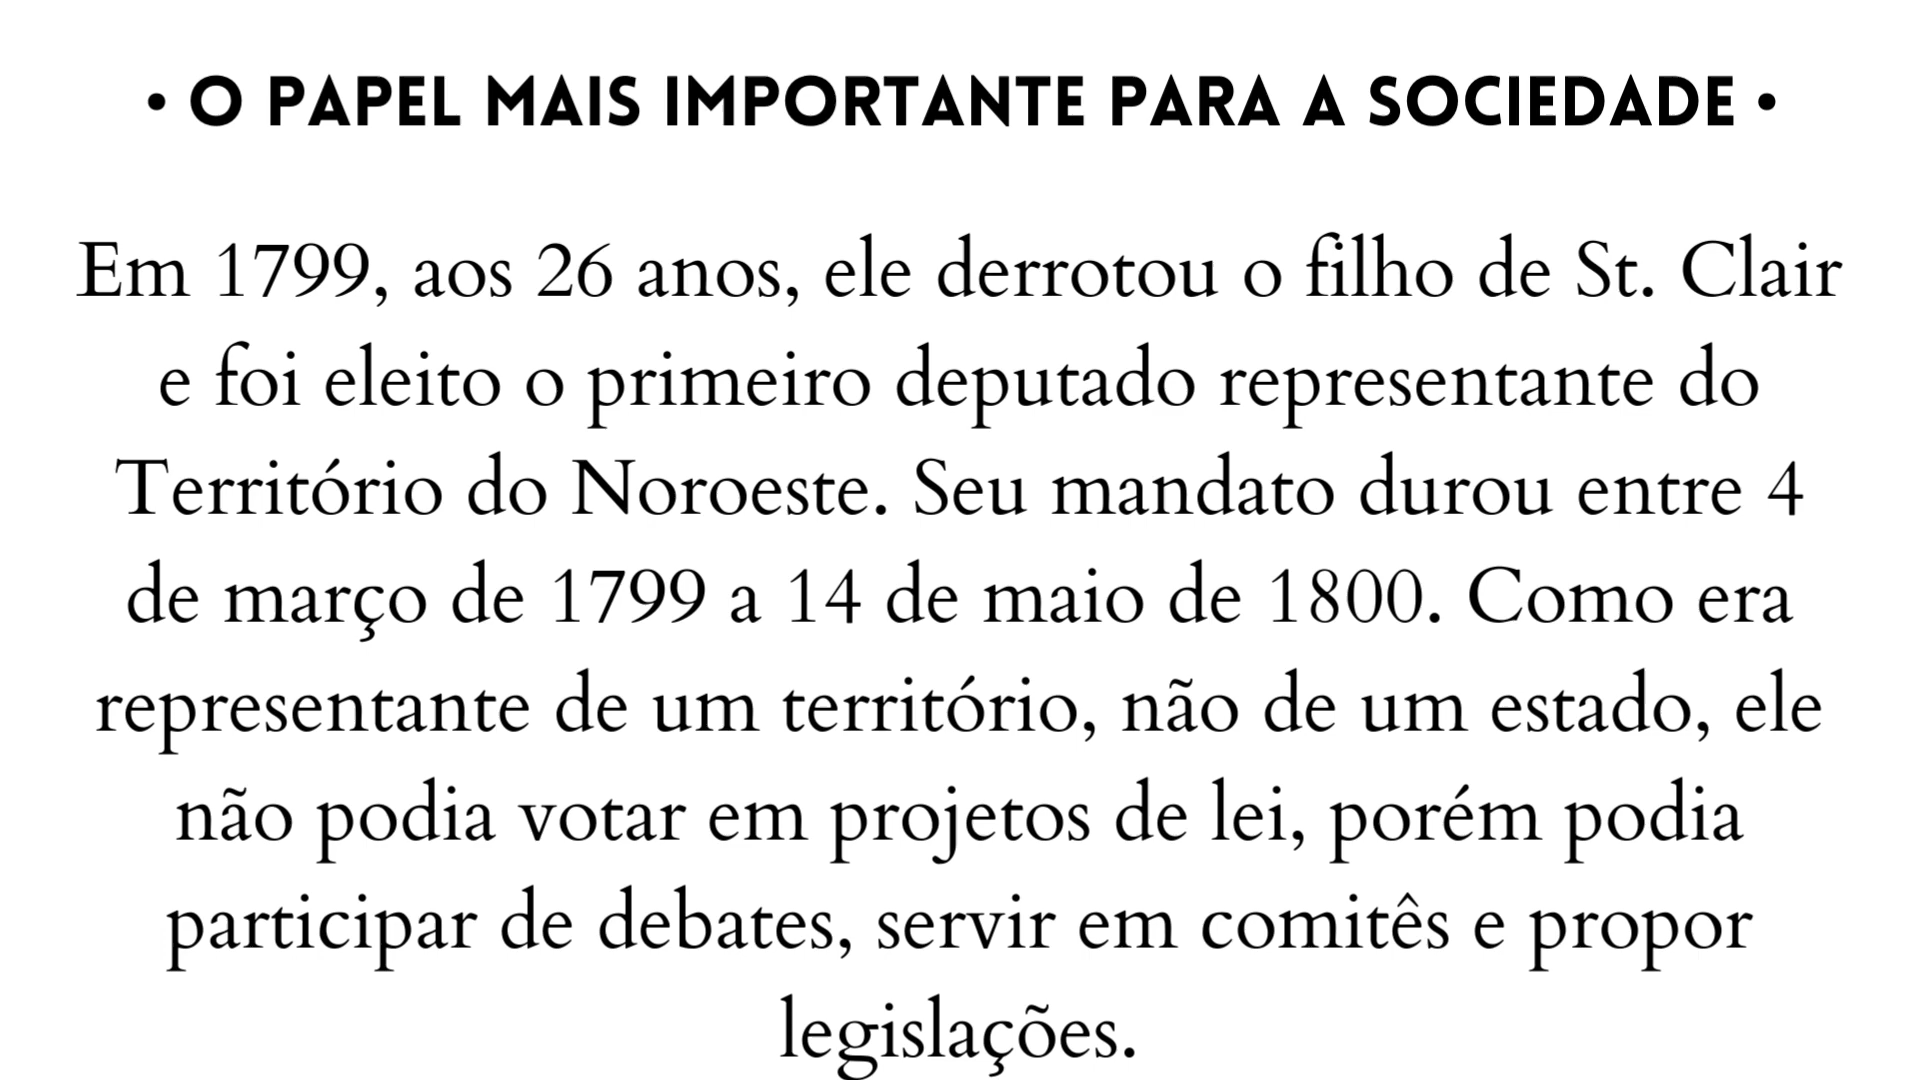 • O PAPEL MAIS IMPORTANTE PARA A SOCIEDADE •
Em 1799, aos 26 anos, ele derrotou o filho de St. Clair
e foi eleito o primeiro deputado representante do
Território do Noroeste. Seu mandato durou entre 4
de março de 1799 a 14 de maio de 1800. Como era
representante de um território, não de um estado, ele
não podia votar em projetos de lei, porém podia
participar de debates, servir em comitês e propor
legislações.